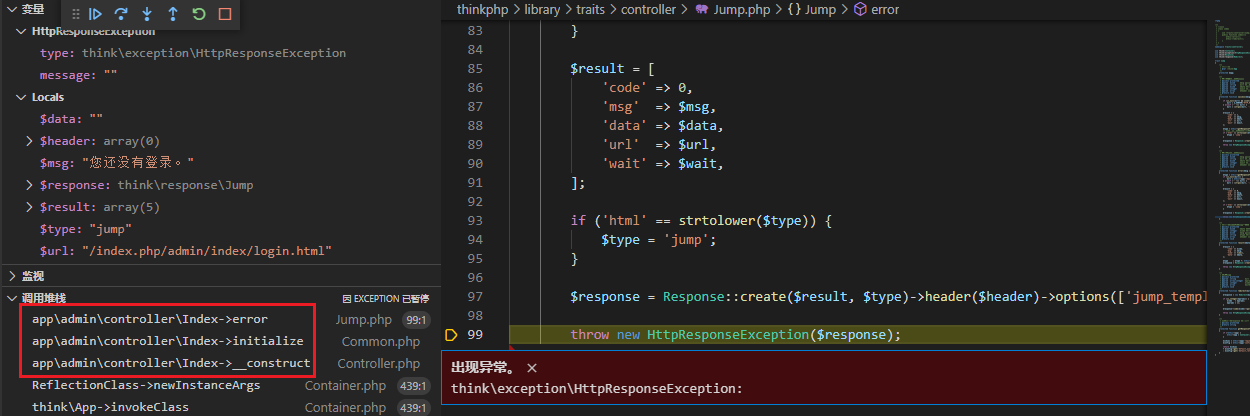 变量
HttpResponseException
type: think\exception\HttpResponseException
message: ""
Locals
$data: ""
$header: array(0)
$msg: "您还没有登录。"
$response: think\response\Jump
$result: array(5)
$type: "jump"
$url: "/index.php/admin/index/login.html"
监视
调用堆栈 因 EXCEPTION 已暂停
app\admin\controller\Index->error Jump.php 99:1
app\admin\controller\Index->initialize Common.php
app\admin\controller\Index->__construct Controller.php
ReflectionClass->newInstanceArgs Container.php 439:1
think\App->invokeClass Container.php 439:1
thinkphp > library > traits > controller > Jump.php > {} Jump > error
83 }
84
85 $result = [
86 'code' => 0,
87 'msg' => $msg,
88 'data' => $data,
89 'url' => $url,
90 'wait' => $wait,
91 ];
92
93 if ('html' == strtolower($type)) {
94 $type = 'jump';
95 }
96
97 $response = Response::create($result, $type)->header($header)->options(['jump_templ
98
99 throw new HttpResponseException($response);
出现异常。 ×
think\exception\HttpResponseException: